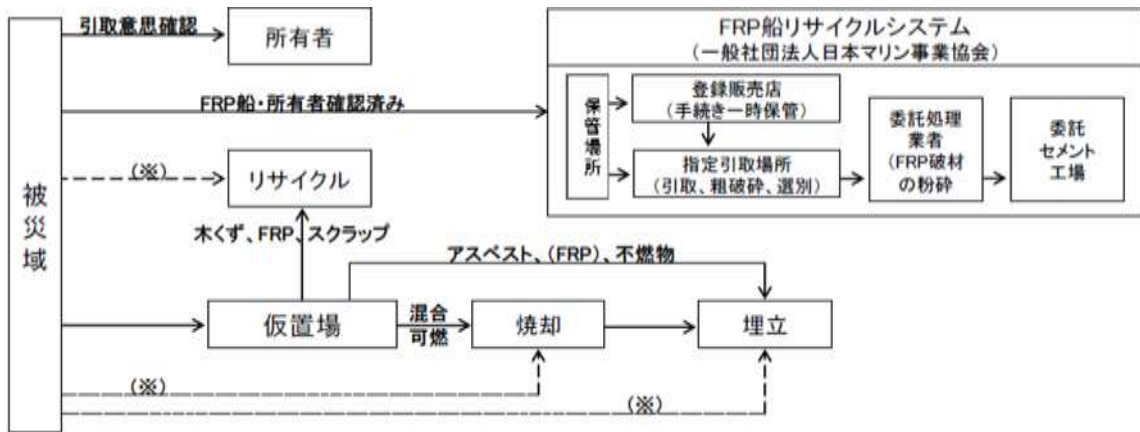 引取意思確認
所有者
FRP船リサイクルシステム
(一般社団法人日本マリン事業協会)
FRP船・所有者確認済み
保管場所
登録販売店
(手続き一時保管)
指定引取場所
(引取、粗破砕、選別)
委託処理
業者
(FRP破材
の粉砕
委託
セメント
工場
被災域
(※)
リサイクル
木くず、FRP、スクラップ
アスベスト、(FRP)、不燃物
仮置場
混合
可燃
焼却
埋立
(※)
(※)